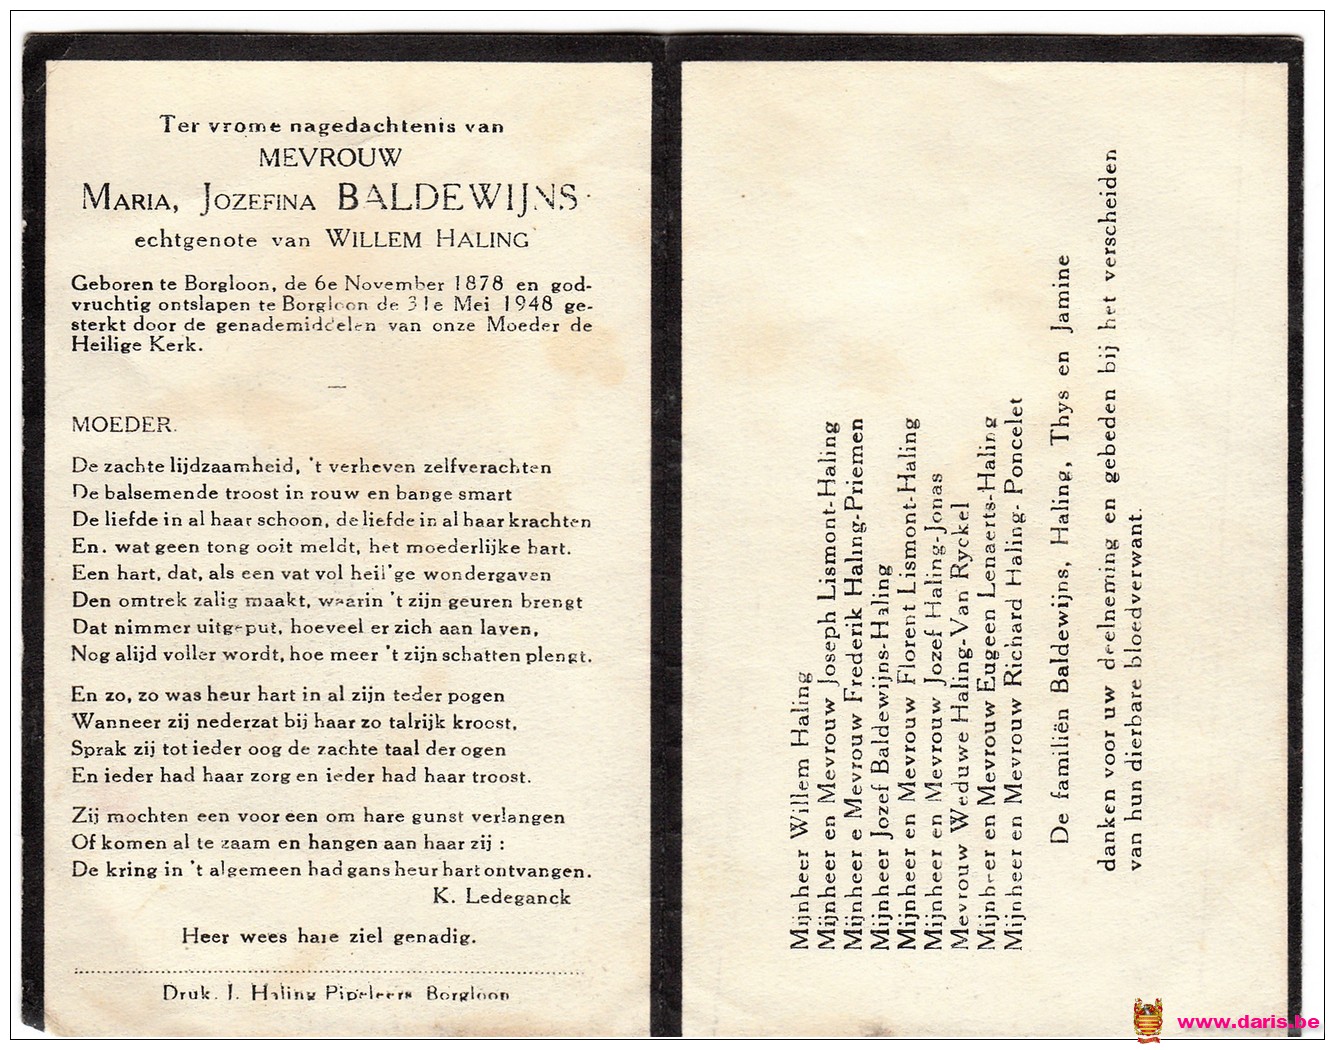 Ter vrome nagedachtenis van
MEVROUW
MARIA, JOZEFINA BALDEWIJNS
echtgenote van WILLEM HALING
Geboren te Borgloon, de 6e November 1878 en god-
vruchtig ontslapen te Borgloon de 31e Mei 1948 ge-
sterkt door de genademiddelen van onze Moeder de
Heilige Kerk.
—
MOEDER.
De zachte lijdzaamheid, 't verheven zelfverachten
De balsemende troost in rouw en bange smart
De liefde in al haar schoon, de liefde in al haar krachten
En. wat geen tong ooit meldt, het moederlijke hart.
Een hart, dat, als een vat vol heil'ge wondergaven
Den omtrek zalig maakt, waarin 't zijn geuren brengt
Dat nimmer uitgeput, hoeveel er zich aan laven,
Nog alijd voller wordt, hoe meer 't zijn schatten plengt.
En zo, zo was heur hart in al zijn teder pogen
Wanneer zij nederzat bij haar zo talrijk kroost,
Sprak zij tot ieder oog de zachte taal der ogen
En ieder had haar zorg en ieder had haar troost.
Zij mochten een voor een om hare gunst verlangen
Of komen al te zaam en hangen aan haar zij :
De kring in 't algemeen had gans heur hart ontvangen.
K. Ledeganck
Heer wees hare ziel genadig.
Druk. J. Haling Pipeleers Borgloon
Mijnheer Willem Haling
Mijnheer en Mevrouw Joseph Lismont-Haling
Mijnheer e Mevrouw Frederik Haling-Priemen
Mijnheer Jozef Baldewijns-Haling
Mijnheer en Mevrouw Florent Lismont-Haling
Mijnheer en Mevrouw Jozef Haling-Jonas
Mevrouw Weduwe Haling-Van Ryckel
Mijnheer en Mevrouw Eugeen Lenaerts-Haling
Mijnheer en Mevrouw Richard Haling- Poncelet
De familiën Baldewijns, Haling, Thys en Jamine
danken voor uw deelneming en gebeden bij het verscheiden
van hun dierbare bloedverwant.
www.daris.be